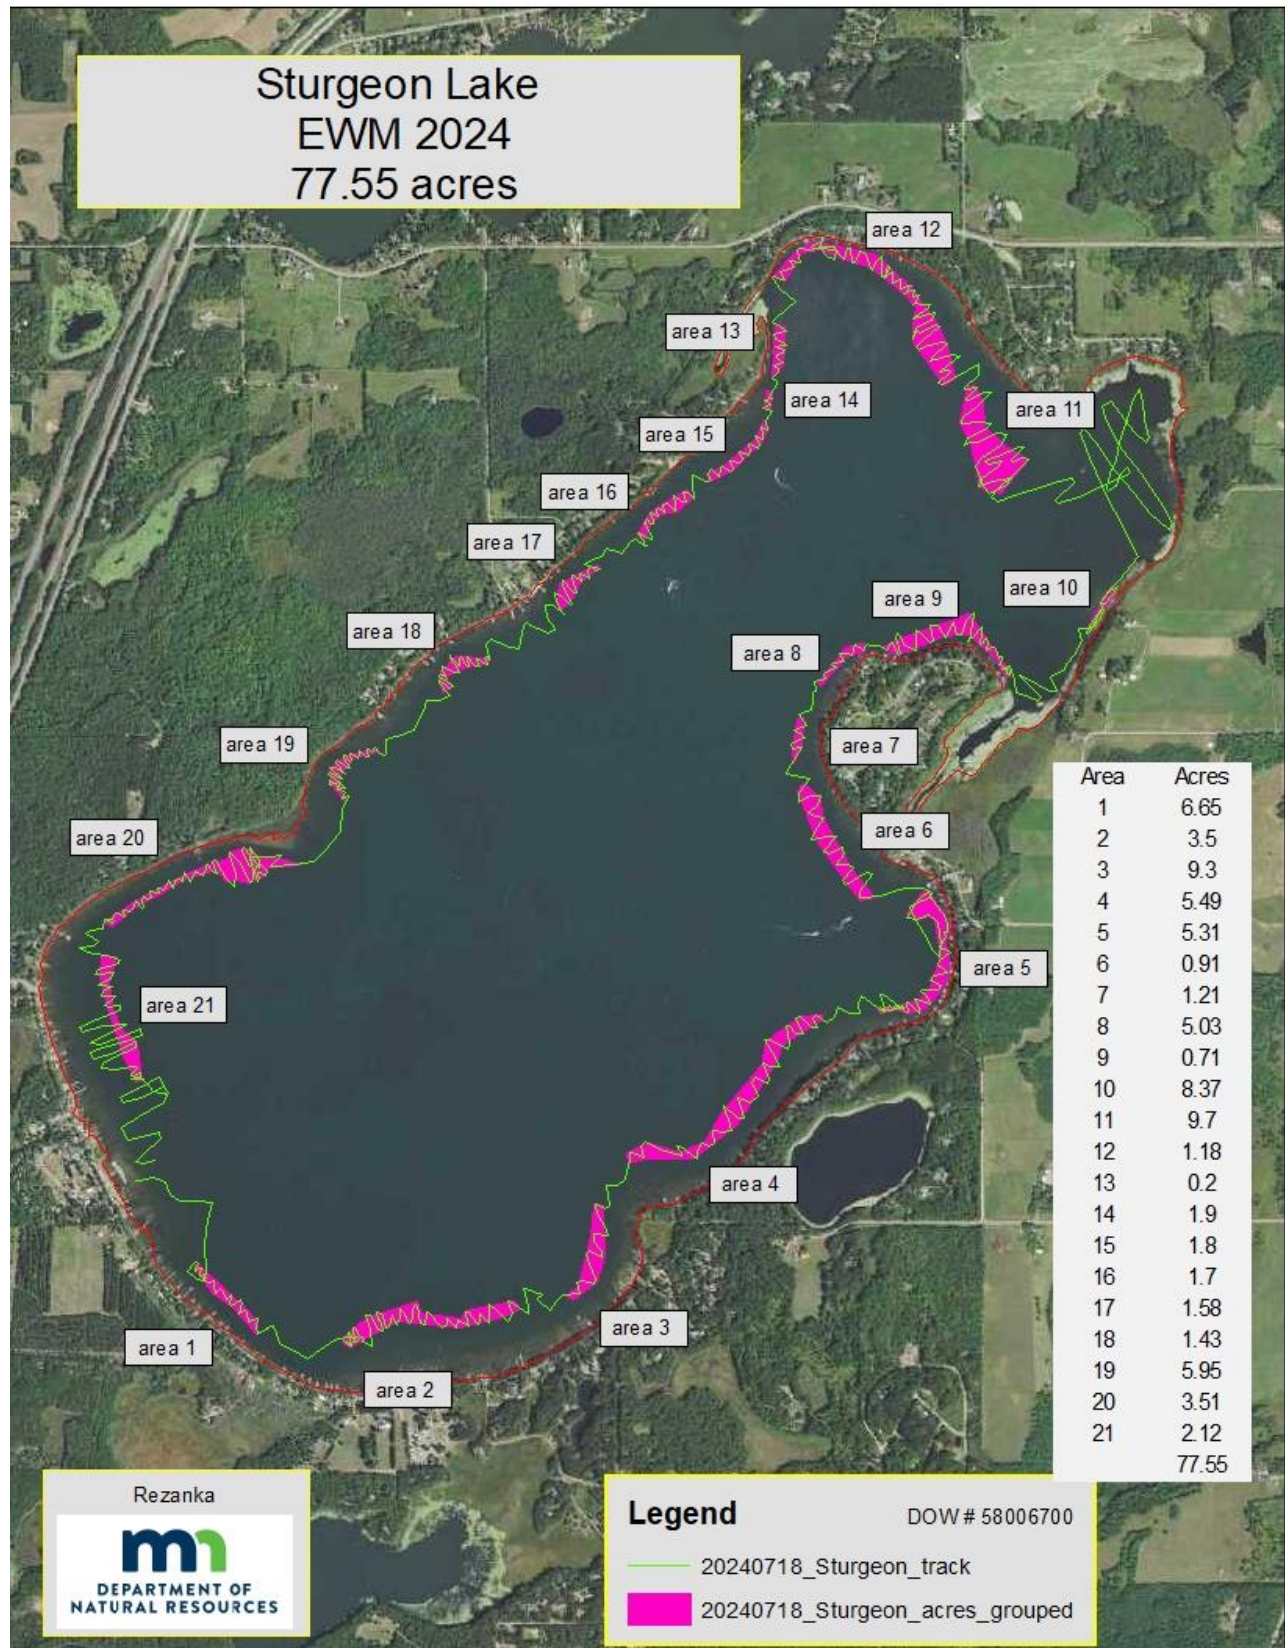 Sturgeon Lake
EWM 2024
77.55 acres
area 12
area 13
area 14
area 11
area 15
area 16
area 17
area 10
area 9
area 18
area 8
area 19
area 7
area 20
area 6
area 5
area 21
area 4
area 3
area 1
area 2
Area Acres
1 6.65
2 3.5
3 9.3
4 5.49
5 5.31
6 0.91
7 1.21
8 5.03
9 0.71
10 8.37
11 9.7
12 1.18
13 0.2
14 1.9
15 1.8
16 1.7
17 1.58
18 1.43
19 5.95
20 3.51
21 2.12
77.55
Rezanka
mn
DEPARTMENT OF
NATURAL RESOURCES
Legend DOW # 58006700
20240718_Sturgeon_track
20240718_Sturgeon_acres_grouped